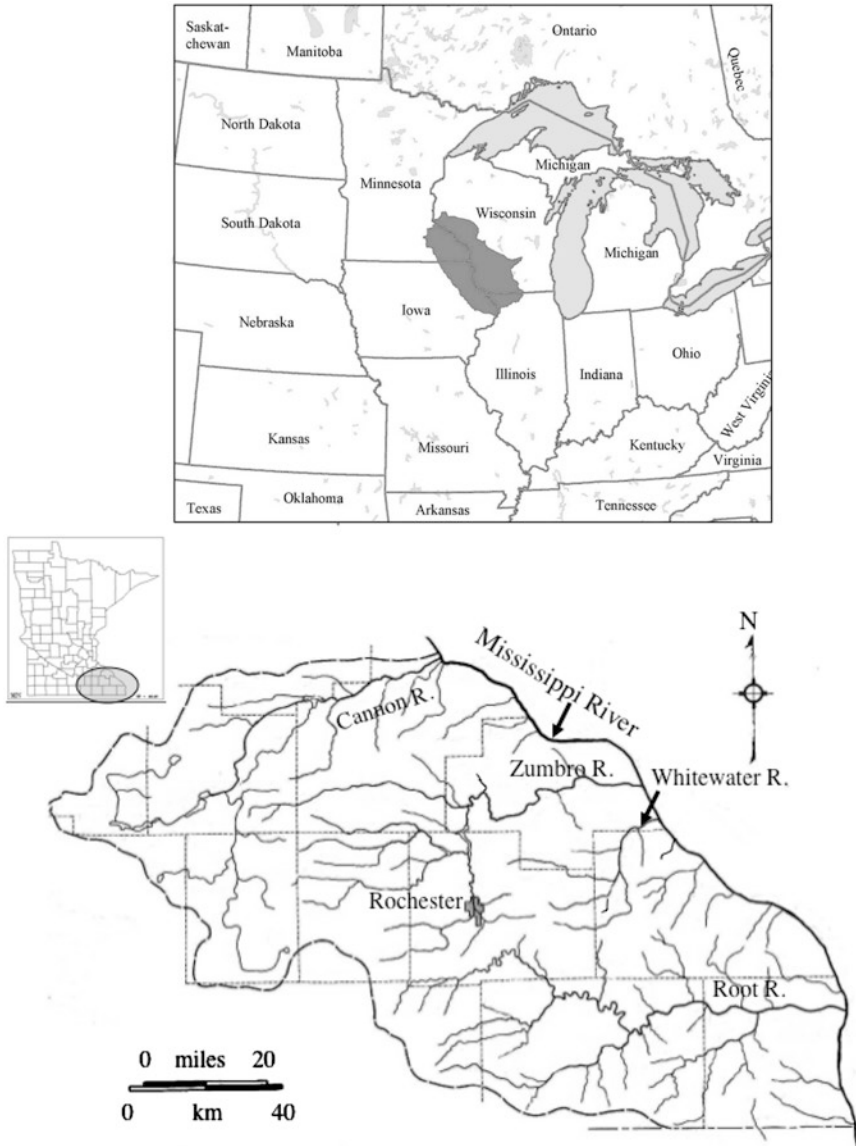 Saskat-
chewan
Manitoba
Ontario
Quebec
North Dakota
Minnesota
Michigan
South Dakota
Wisconsin
Michigan
Iowa
Nebraska
Illinois
Indiana
Ohio
West Virginia
Kansas
Missouri
Kentucky
Virginia
Texas
Oklahoma
Arkansas
Tennessee
N
Mississippi River
Cannon R.
Zumbro R.
Whitewater R.
Rochester
Root R.
0 miles 20
0 km 40